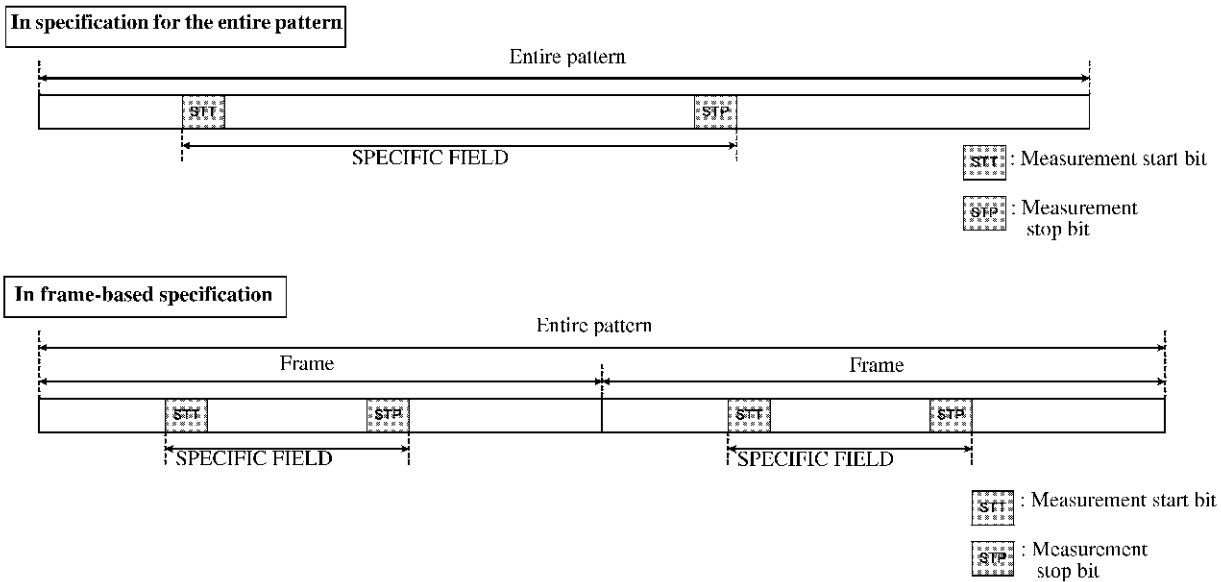 In specification for the entire pattern
Entire pattern
STT
STP
SPECIFIC FIELD
STT : Measurement start bit
STP : Measurement
stop bit
In frame-based specification
Entire pattern
Frame
Frame
STT
STP
STT
STP
SPECIFIC FIELD
SPECIFIC FIELD
STT : Measurement start bit
STP : Measurement
stop bit